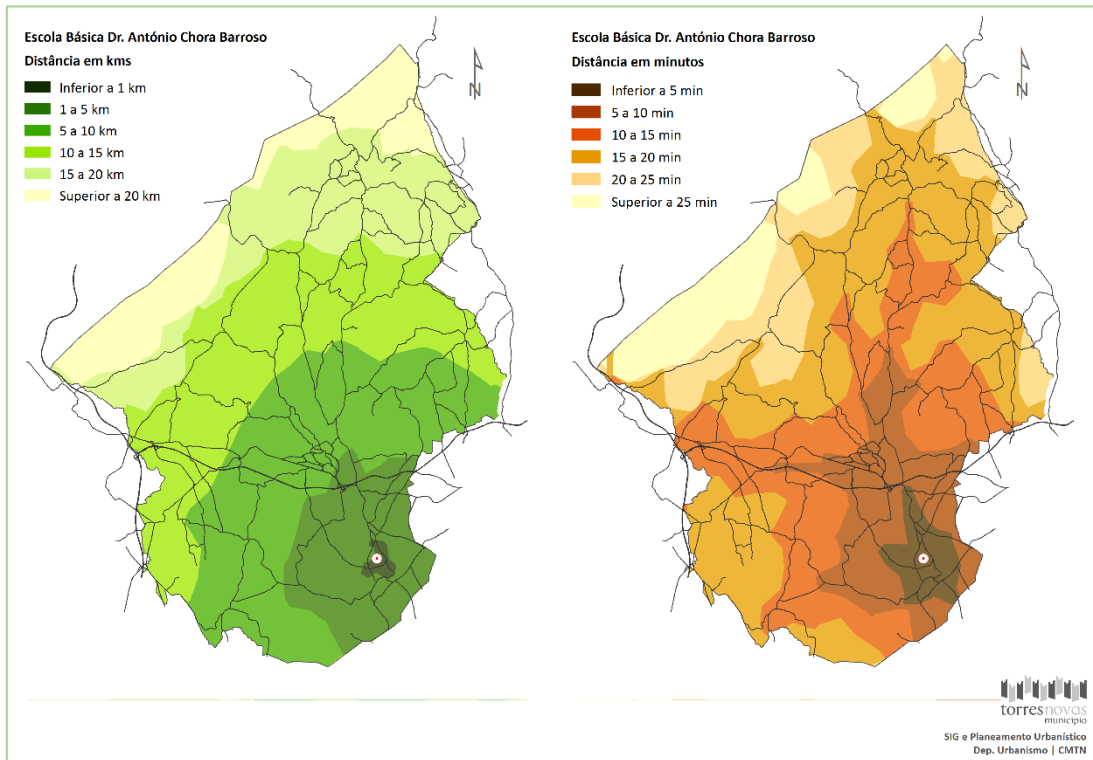 Escola Básica Dr. António Chora Barroso
Distância em kms
Inferior a 1 km
1 a 5 km
5 a 10 km
10 a 15 km
15 a 20 km
Superior a 20 km
N
Escola Básica Dr. António Chora Barroso
Distância em minutos
Inferior a 5 min
5 a 10 min
10 a 15 min
15 a 20 min
20 a 25 min
Superior a 25 min
N
torresnovas
município
SIG e Planeamento Urbanístico
Dep. Urbanismo | CMTN